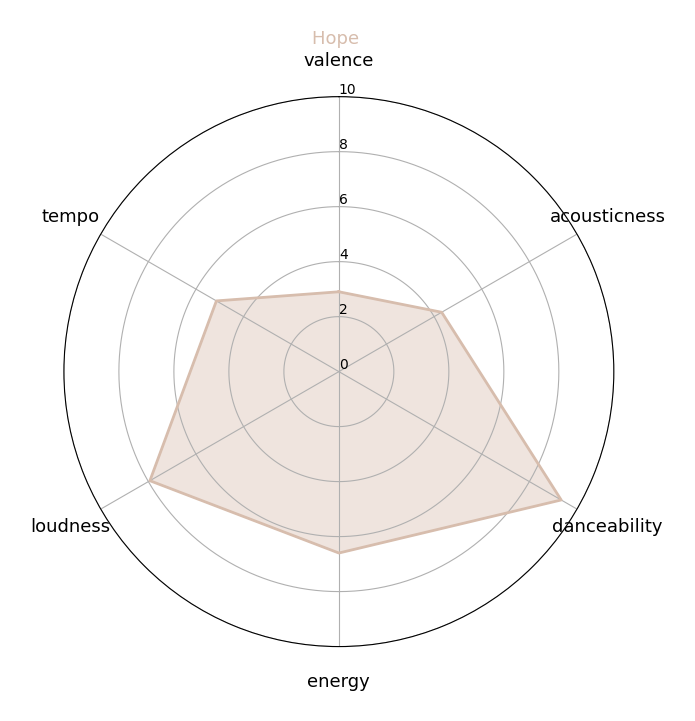 Hope
valence
10
8
6
4
2
0
tempo
acousticness
loudness
danceability
energy